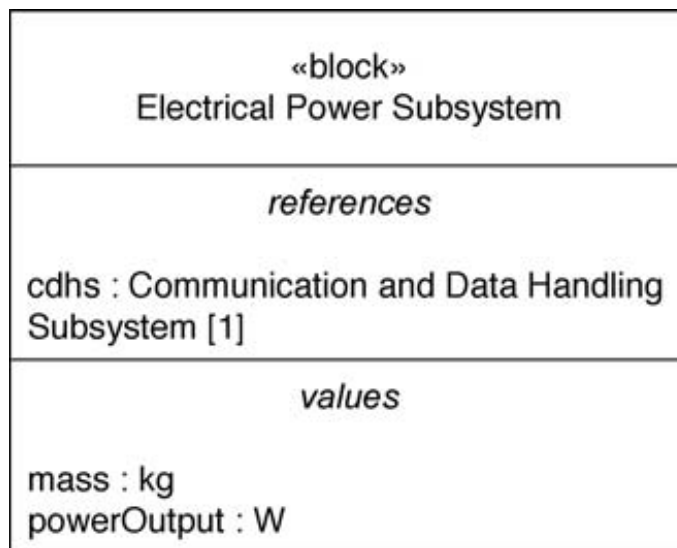 «block»
Electrical Power Subsystem
references
cdhs : Communication and Data Handling
Subsystem [1]
values
mass : kg
powerOutput : W